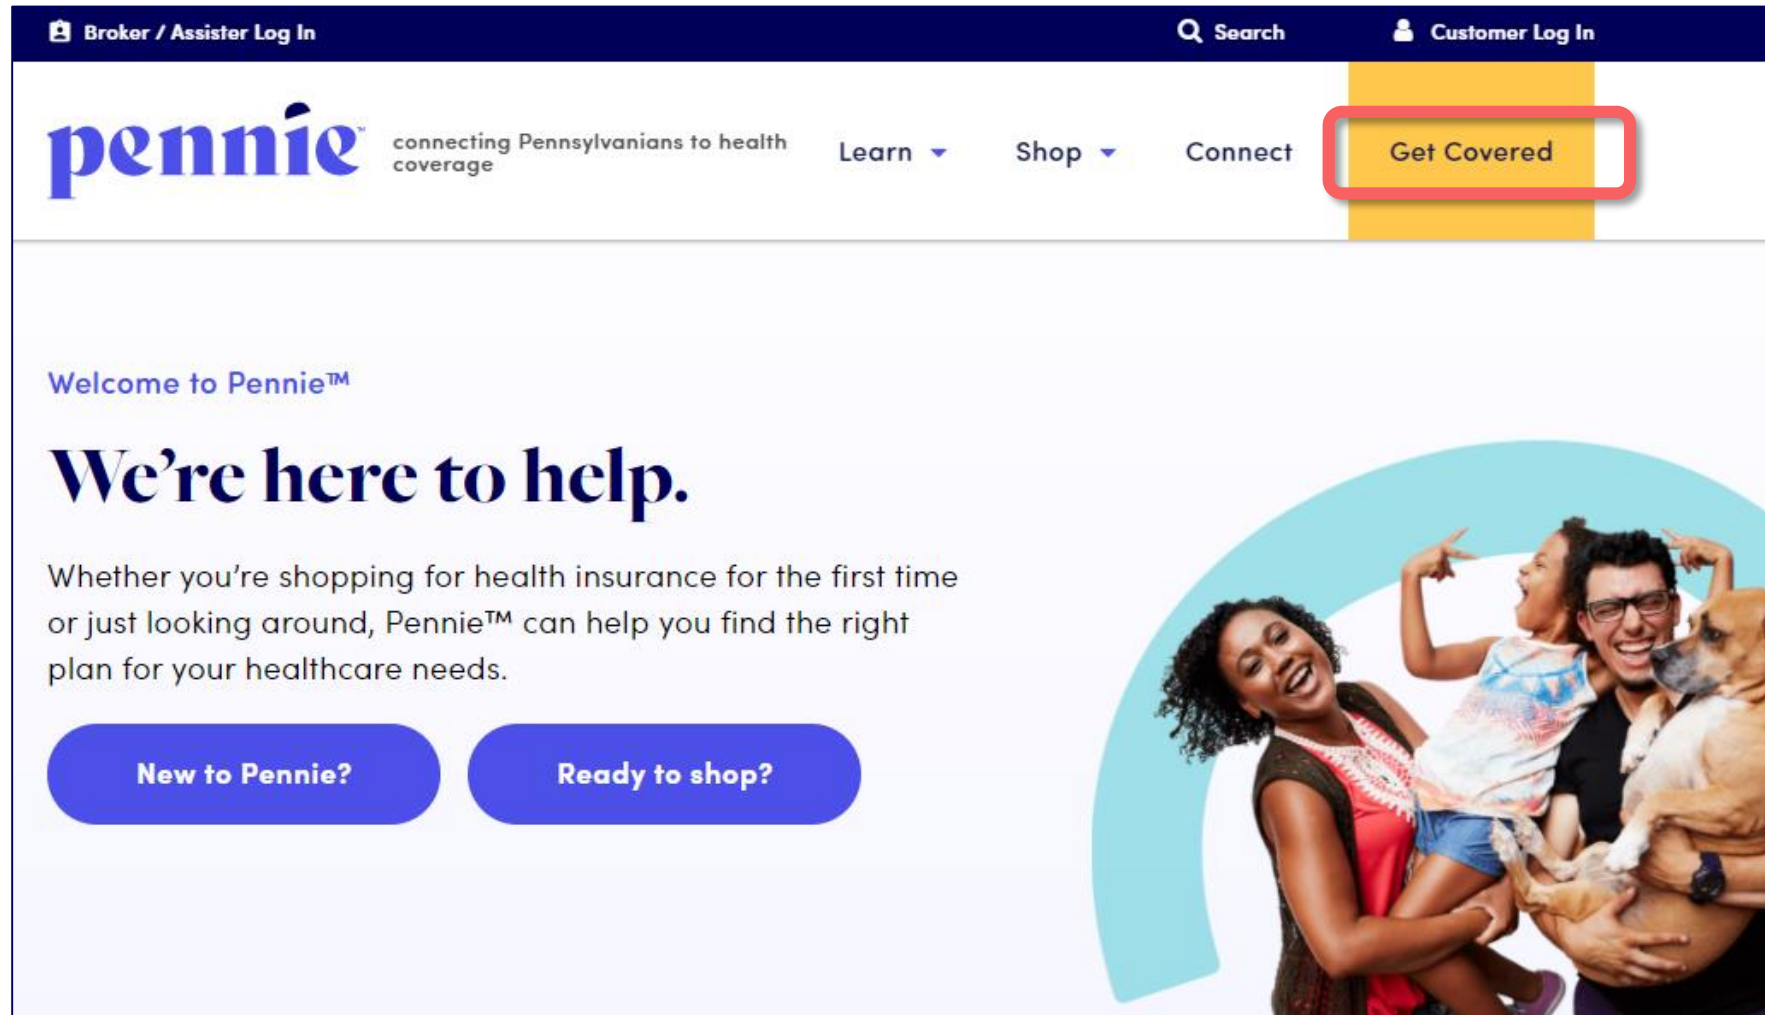 Broker / Assister Log In
Search
Customer Log In
pennie™
connecting Pennsylvanians to health
coverage
Learn
Shop
Connect
Get Covered
Welcome to Pennie™
We're here to help.
Whether you're shopping for health insurance for the first time
or just looking around, Pennie™ can help you find the right
plan for your healthcare needs.
New to Pennie?
Ready to shop?